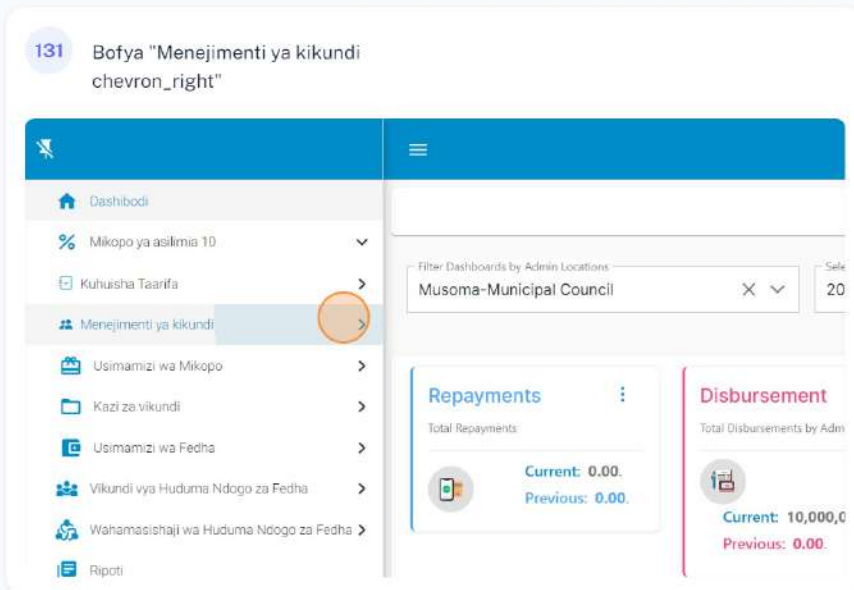 131
Bofya "Menejimenti ya kikundi
chevron_right"
Dashibodi
Mikopo ya asilimia 10
Kuhuisha Taarifa
Menejimenti ya kikundi
Usimamizi wa Mikopo
Kazi za vikundi
Usimamizi wa Fedha
Vikundi vya Huduma Ndogo za Fedha
Wahamasishaji wa Huduma Ndogo za Fedha
Ripoti
Filter Dashboards by Admin Locations
Musoma-Municipal Council
Sele
20
Repayments
Total Repayments
Current: 0.00.
Previous: 0.00.
Disbursement
Total Disbursements by Adm
Current: 10,000,0
Previous: 0.00.